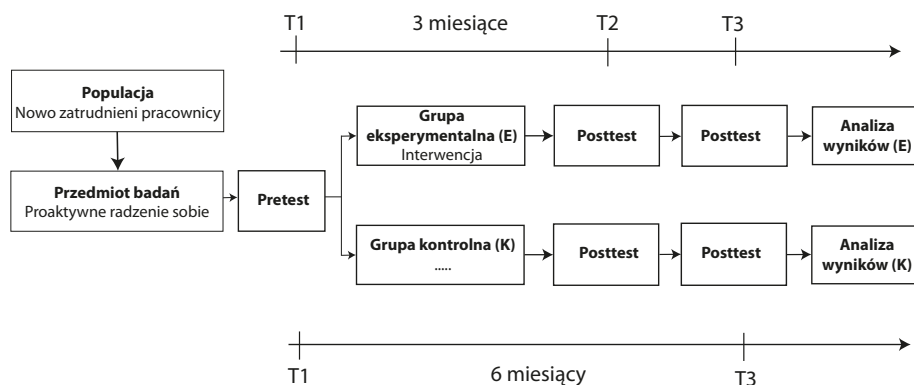 T1
3 miesiące
T2
T3
Populacja
Nowo zatrudnieni pracownicy
Przedmiot badań
Proaktywne radzenie sobie
Pretest
Grupa
eksperymentalna (E)
Interwencja
Posttest
Posttest
Analiza
wyników (E)
Grupa kontrolna (K)
.....
Posttest
Posttest
Analiza
wyników (K)
T1
6 miesięcy
T3